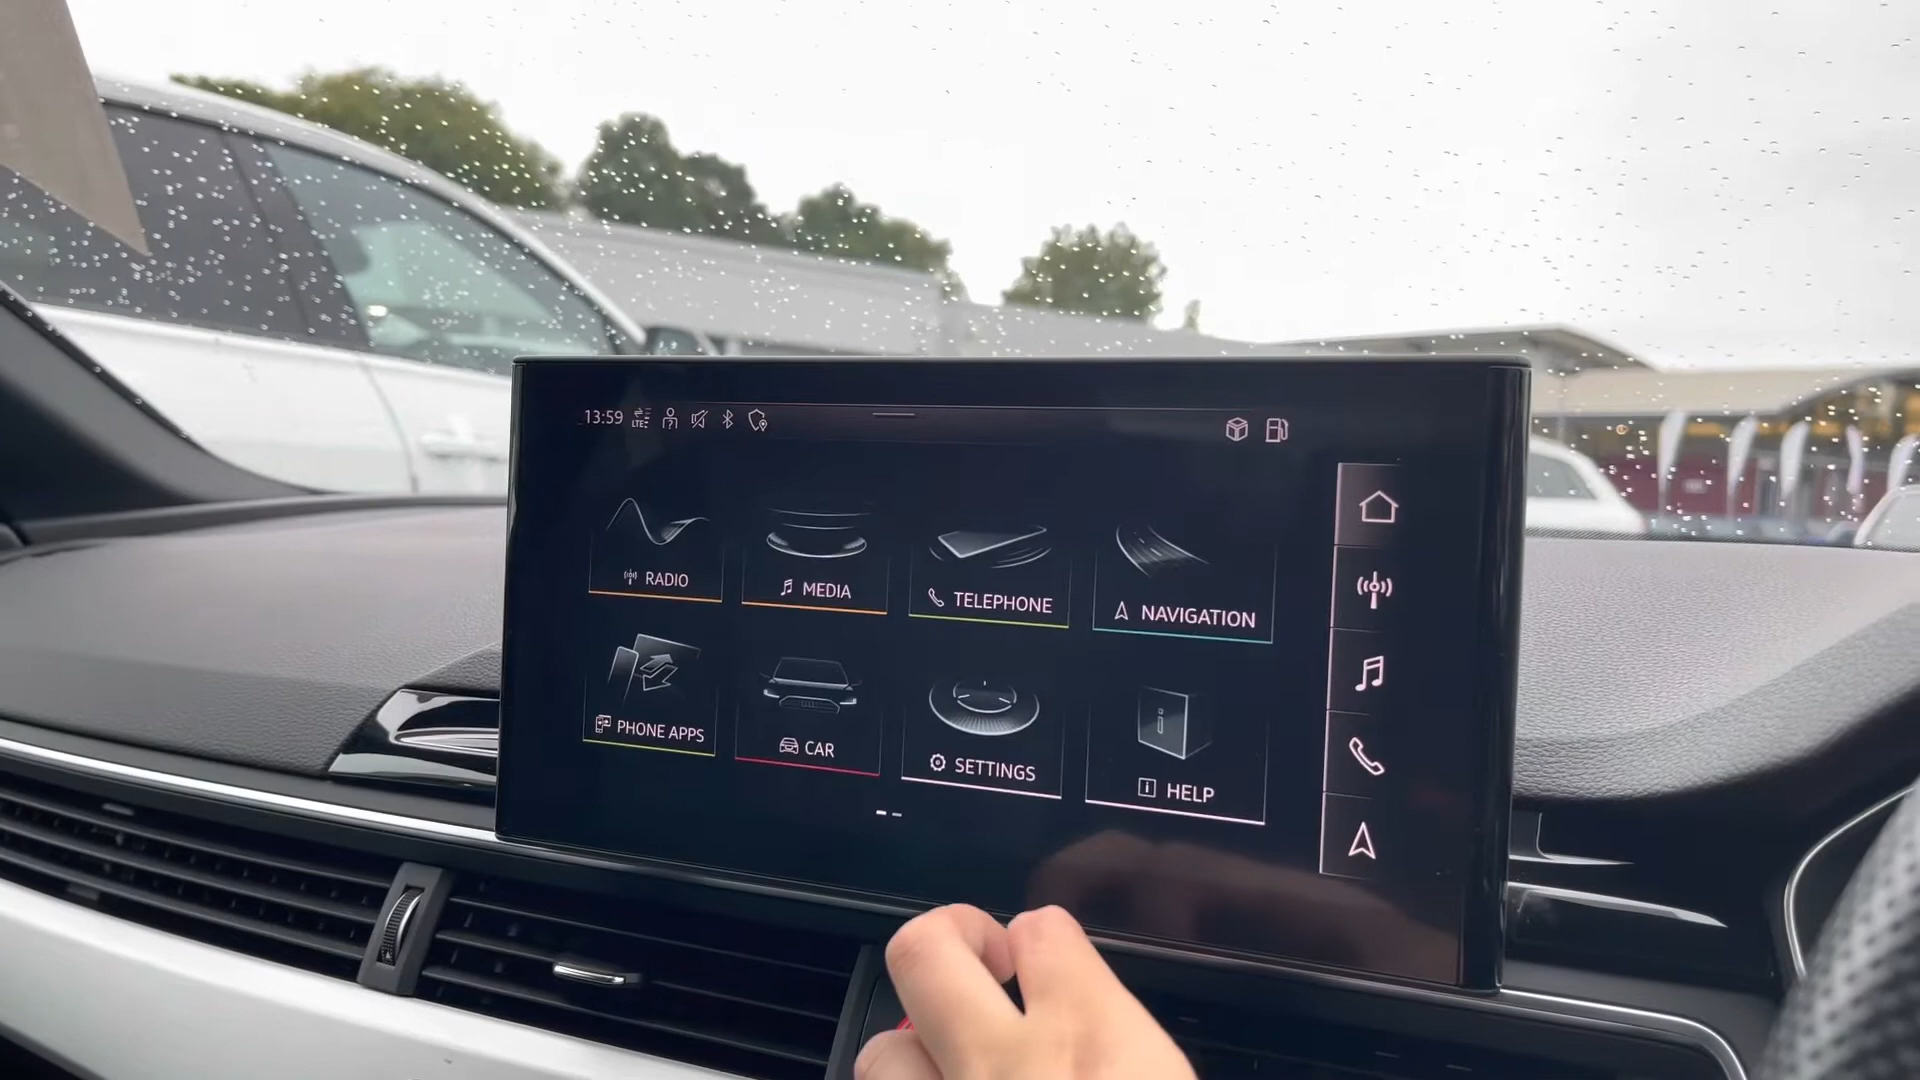 13:59 LTE
RADIO
MEDIA
TELEPHONE
NAVIGATION
PHONE APPS
CAR
SETTINGS
HELP